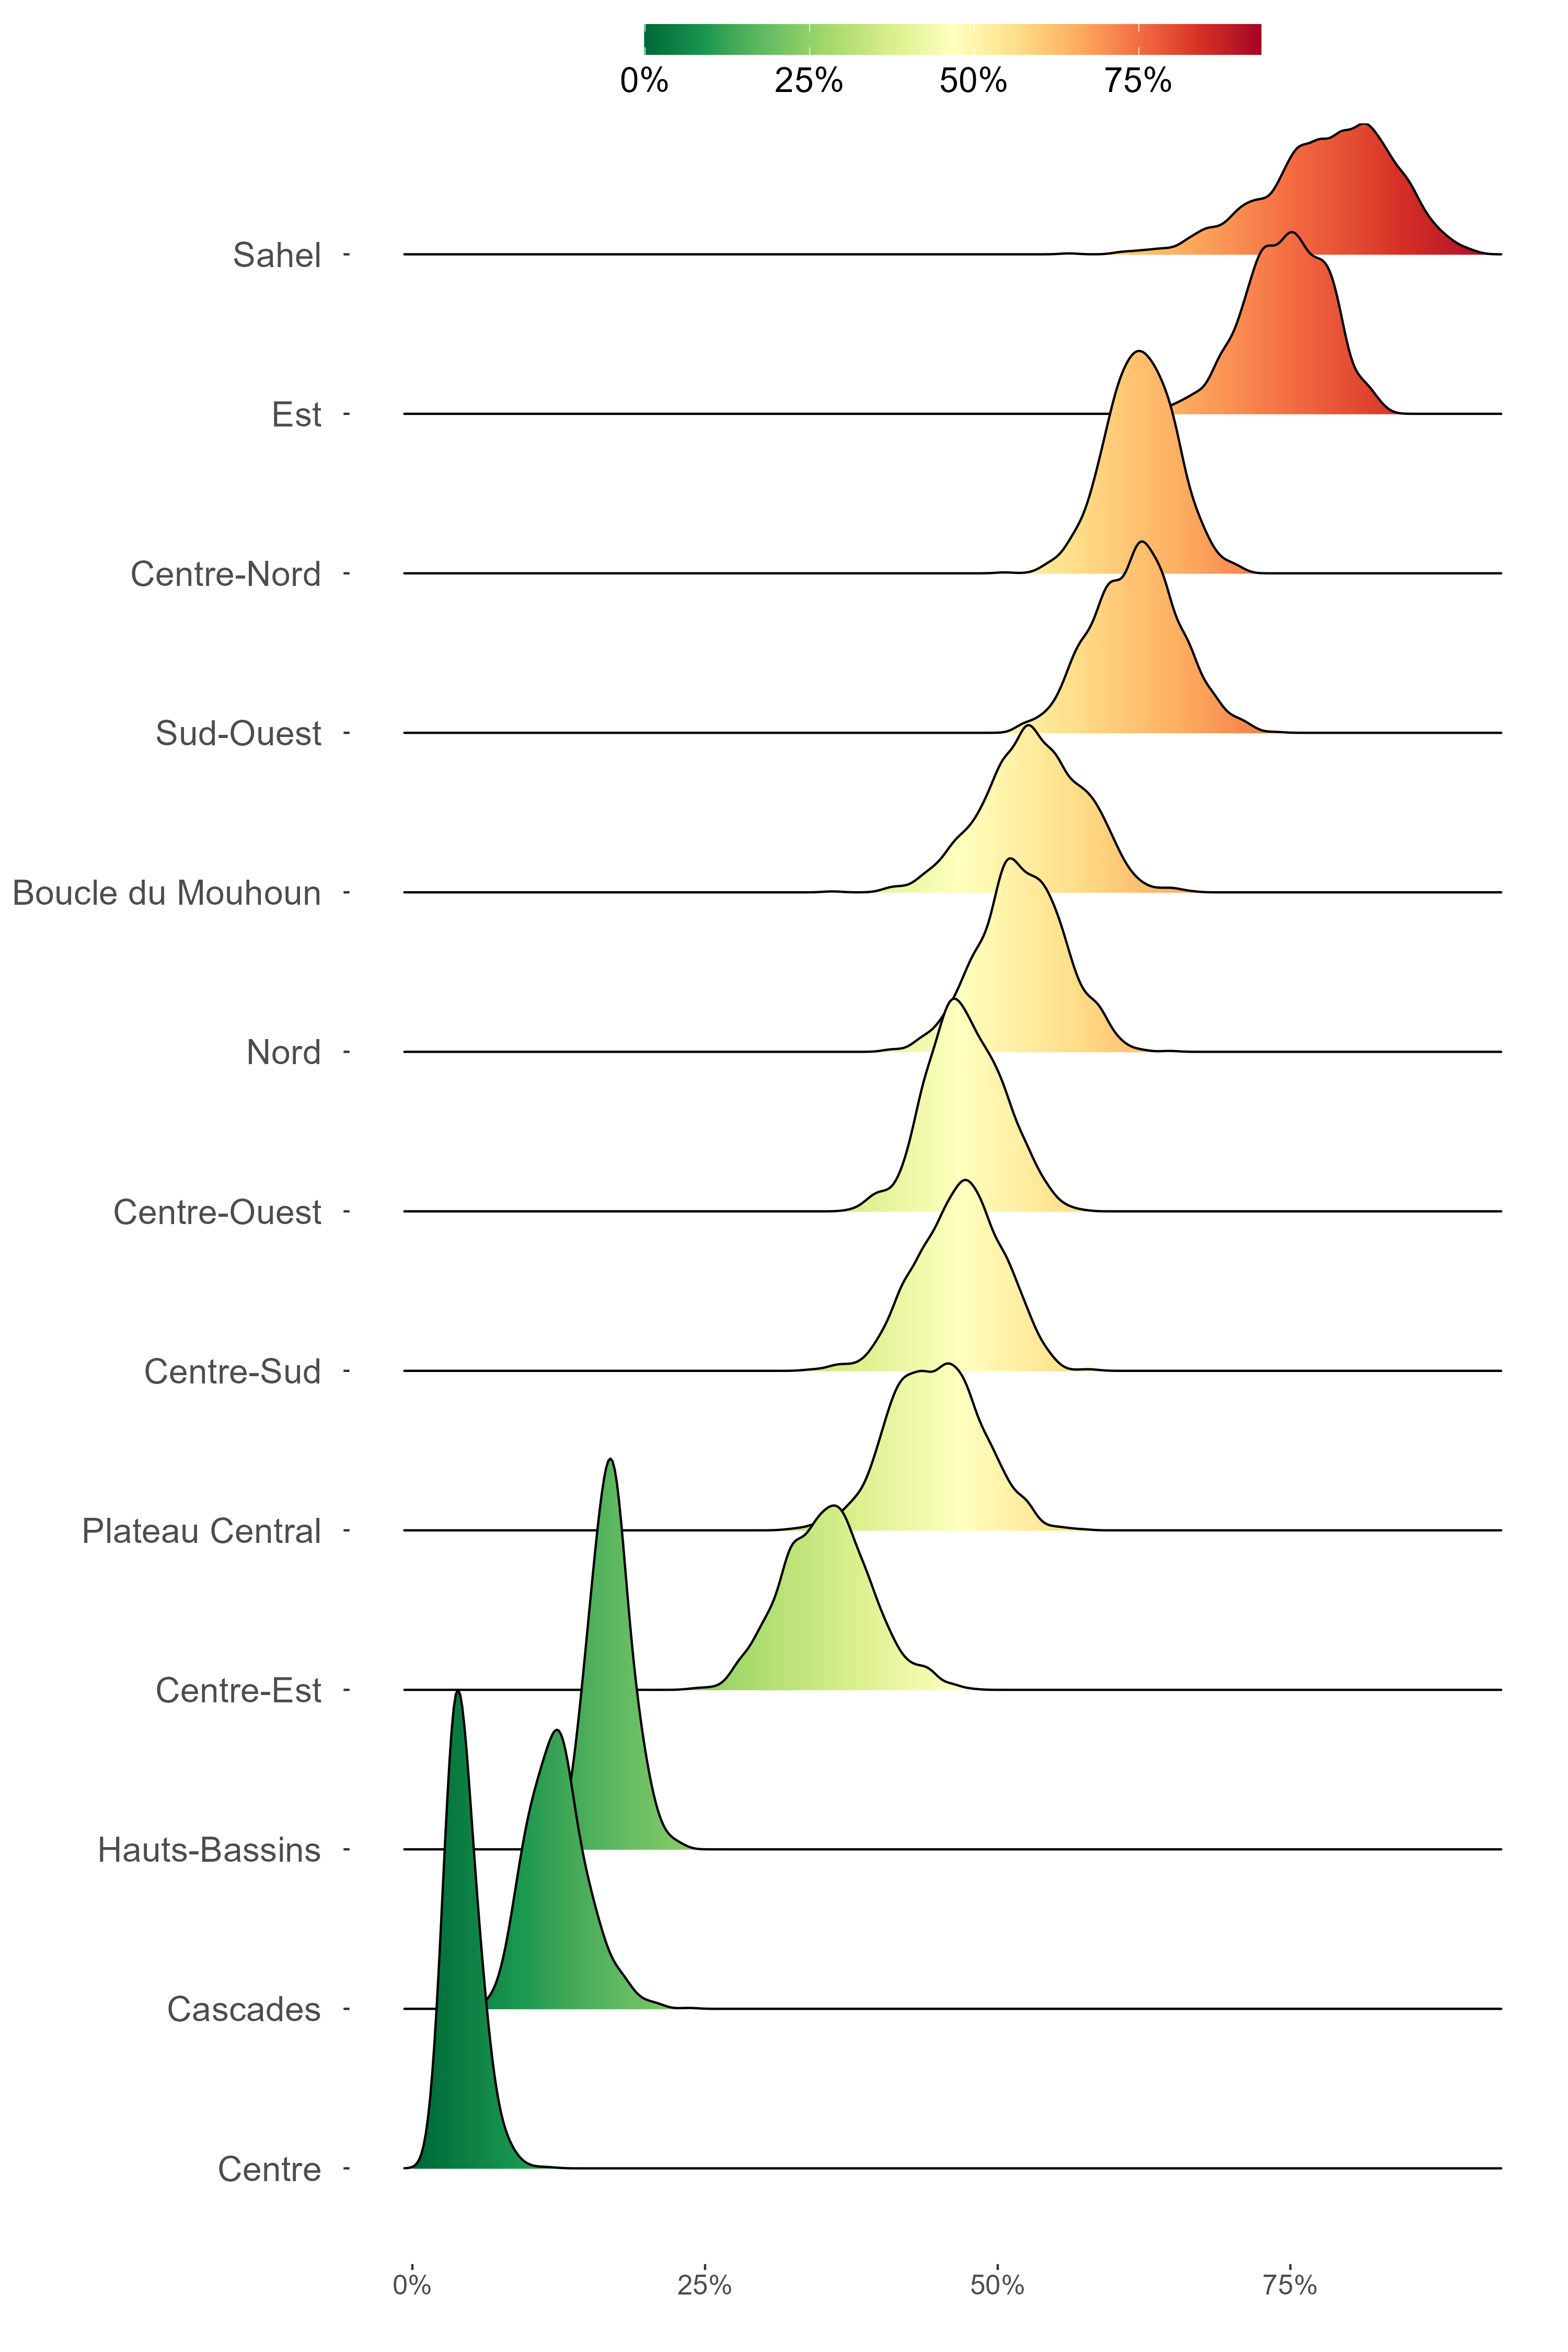 0% 25% 50% 75%
Sahel
Est
Centre-Nord
Sud-Ouest
Boucle du Mouhoun
Nord
Centre-Ouest
Centre-Sud
Plateau Central
Centre-Est
Hauts-Bassins
Cascades
Centre
0% 25% 50% 75%